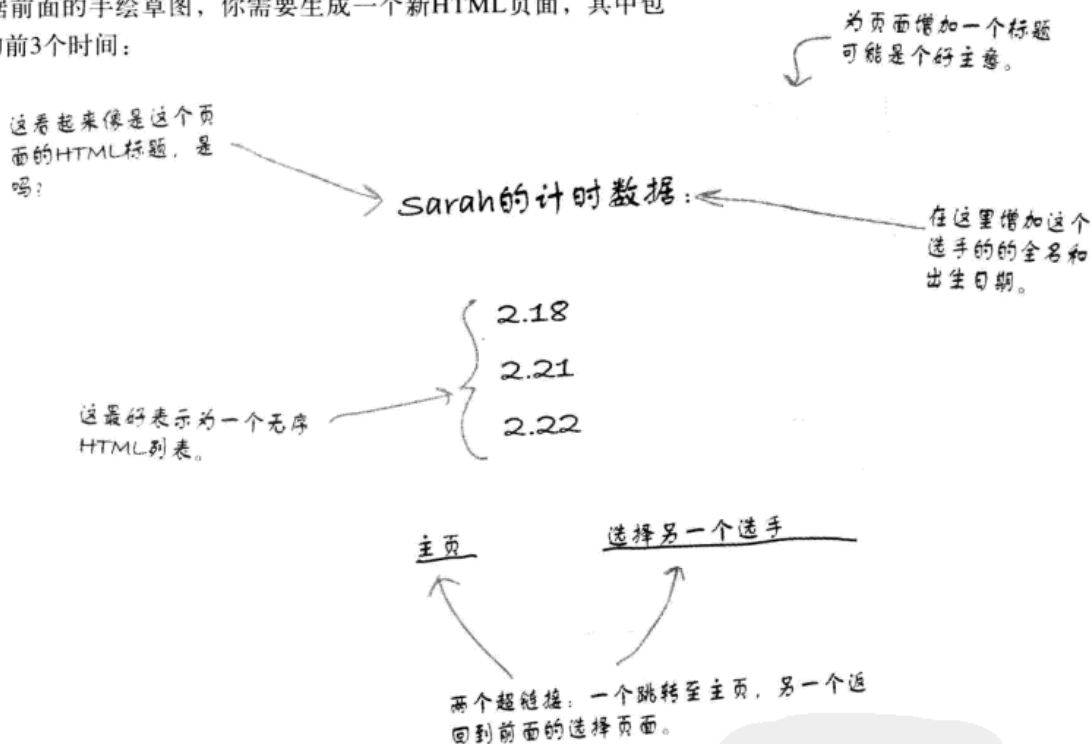 据前面的手绘草图，你需要生成一个新HTML页面，其中包
前3个时间：
为页面增加一个标题
可能是个好主意。
这看起来像是这个页
面的HTML标题，是
吗？
sarah的计时数据：
在这里增加这个
选手的的全名和
出生日期。
2.18
2.21
2.22
这最好表示为一个无序
HTML列表。
主页
选择另一个选手
两个超链接：一个跳转至主页，另一个返
回到前面的选择页面。